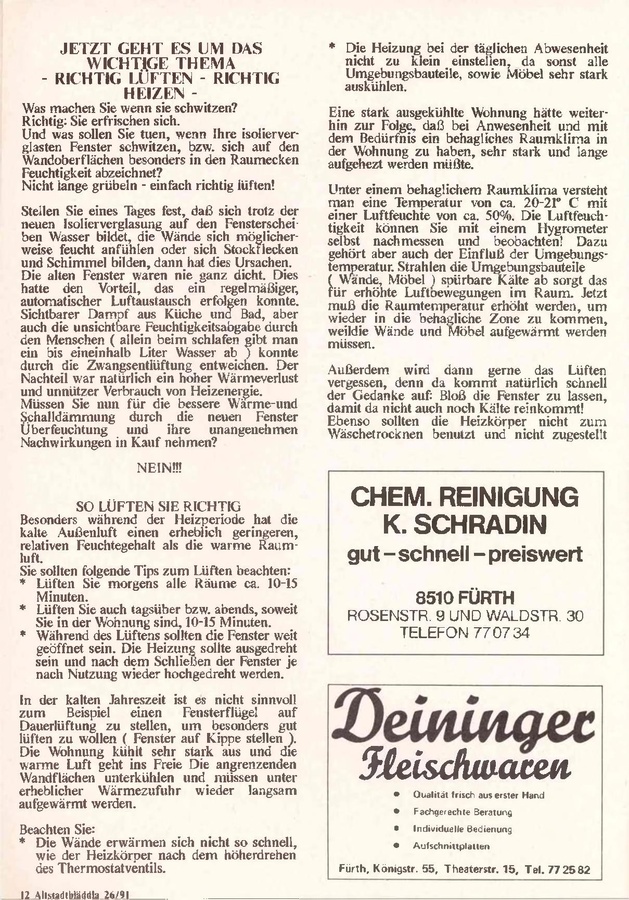 JETZT GEHT ES UM DAS
WICHTIGE THEMA
- RICHTIG LÜFTEN - RICHTIG
HEIZEN -
Was machen Sie wenn sie schwitzen?
Richtig: Sie erfrischen sich.
Und was sollen Sie tuen, wenn Ihre isolierver-
glasten Fenster schwitzen, bzw. sich auf den
Wandoberflächen besonders in den Raumecken
Feuchtigkeit abzeichnet?
Nicht lange grübeln - einfach richtig lüften!
Stellen Sie eines Tages fest, daß sich trotz der
neuen Isolierverglasung auf den Fensterschei-
ben Wasser bildet, die Wände sich möglicher-
weise feucht anfühlen oder sich Stockflecken
und Schimmel bilden, dann hat dies Ursachen.
Die alten Fenster waren nie ganz dicht. Dies
hatte den Vorteil, das ein regelmäßiger,
automatischer Luftaustausch erfolgen konnte.
Sichtbarer Dampf aus Küche und Bad, aber
auch die unsichtbare Feuchtigkeitsabgabe durch
den Menschen ( allein beim schlafen gibt man
ein bis eineinhalb Liter Wasser ab ) konnte
durch die Zwangsentlüftung entweichen. Der
Nachteil war natürlich ein hoher Wärmeverlust
und unnützer Verbrauch von Heizenergie.
Müssen Sie nun für die bessere Wärme-und
Schalldämmung durch die neuen Fenster
Überfeuchtung und ihre unangenehmen
Nachwirkungen in Kauf nehmen?
NEIN!!!
SO LÜFTEN SIE RICHTIG
Besonders während der Heizperiode hat die
kalte Außenluft einen erheblich geringeren,
relativen Feuchtegehalt als die warme Raum-
luft.
Sie sollten folgende Tips zum Lüften beachten:
* Lüften Sie morgens alle Räume ca. 10-15
Minuten.
* Lüften Sie auch tagsüber bzw. abends, soweit
Sie in der Wohnung sind, 10-15 Minuten.
* Während des Lüftens sollten die Fenster weit
geöffnet sein. Die Heizung sollte ausgedreht
sein und nach dem Schließen der Fenster je
nach Nutzung wieder hochgedreht werden.
In der kalten Jahreszeit ist es nicht sinnvoll
zum Beispiel einen Fensterflügel auf
Dauerlüftung zu stellen, um besonders gut
lüften zu wollen ( Fenster auf Kippe stellen ).
Die Wohnung kühlt sehr stark aus und die
warme Luft geht ins Freie Die angrenzenden
Wandflächen unterkühlen und müssen unter
erheblicher Wärmezufuhr wieder langsam
aufgewärmt werden.
Beachten Sie:
* Die Wände erwärmen sich nicht so schnell,
wie der Heizkörper nach dem höherdrehen
des Thermostatventils.
12 Altstadtbläddla 26/91
* Die Heizung bei der täglichen Abwesenheit
nicht zu klein einstellen, da sonst alle
Umgebungsbauteile, sowie Möbel sehr stark
auskühlen.
Eine stark ausgekühlte Wohnung hätte weiter-
hin zur Folge, daß bei Anwesenheit und mit
dem Bedürfnis ein behagliches Raumklima in
der Wohnung zu haben, sehr stark und lange
aufgeheizt werden müßte.
Unter einem behaglichem Raumklima versteht
man eine Temperatur von ca. 20-21° C mit
einer Luftfeuchte von ca. 50%. Die Luftfeuch-
tigkeit können Sie mit einem Hygrometer
selbst nachmessen und beobachten! Dazu
gehört aber auch der Einfluß der Umgebungs-
temperatur. Strahlen die Umgebungsbauteile
( Wände, Möbel ) spürbare Kälte ab sorgt das
für erhöhte Luftbewegungen im Raum. Jetzt
muß die Raumtemperatur erhöht werden, um
wieder in die behagliche Zone zu kommen,
weildie Wände und Möbel aufgewärmt werden
müssen.
Außerdem wird dann gerne das Lüften
vergessen, denn da kommt natürlich schnell
der Gedanke auf: Bloß die Fenster zu lassen,
damit da nicht auch noch Kälte reinkommt!
Ebenso sollten die Heizkörper nicht zum
Wäschetrocknen benutzt und nicht zugestellt
CHEM. REINIGUNG
K. SCHRADIN
gut – schnell – preiswert
8510 FÜRTH
ROSENSTR. 9 UND WALDSTR. 30
TELEFON 77 07 34
Deininger
Fleischwaren
• Qualität frisch aus erster Hand
• Fachgerechte Beratung
• Individuelle Bedienung
• Aufschnittplatten
Fürth, Königstr. 55, Theaterstr. 15, Tel. 77 25 82